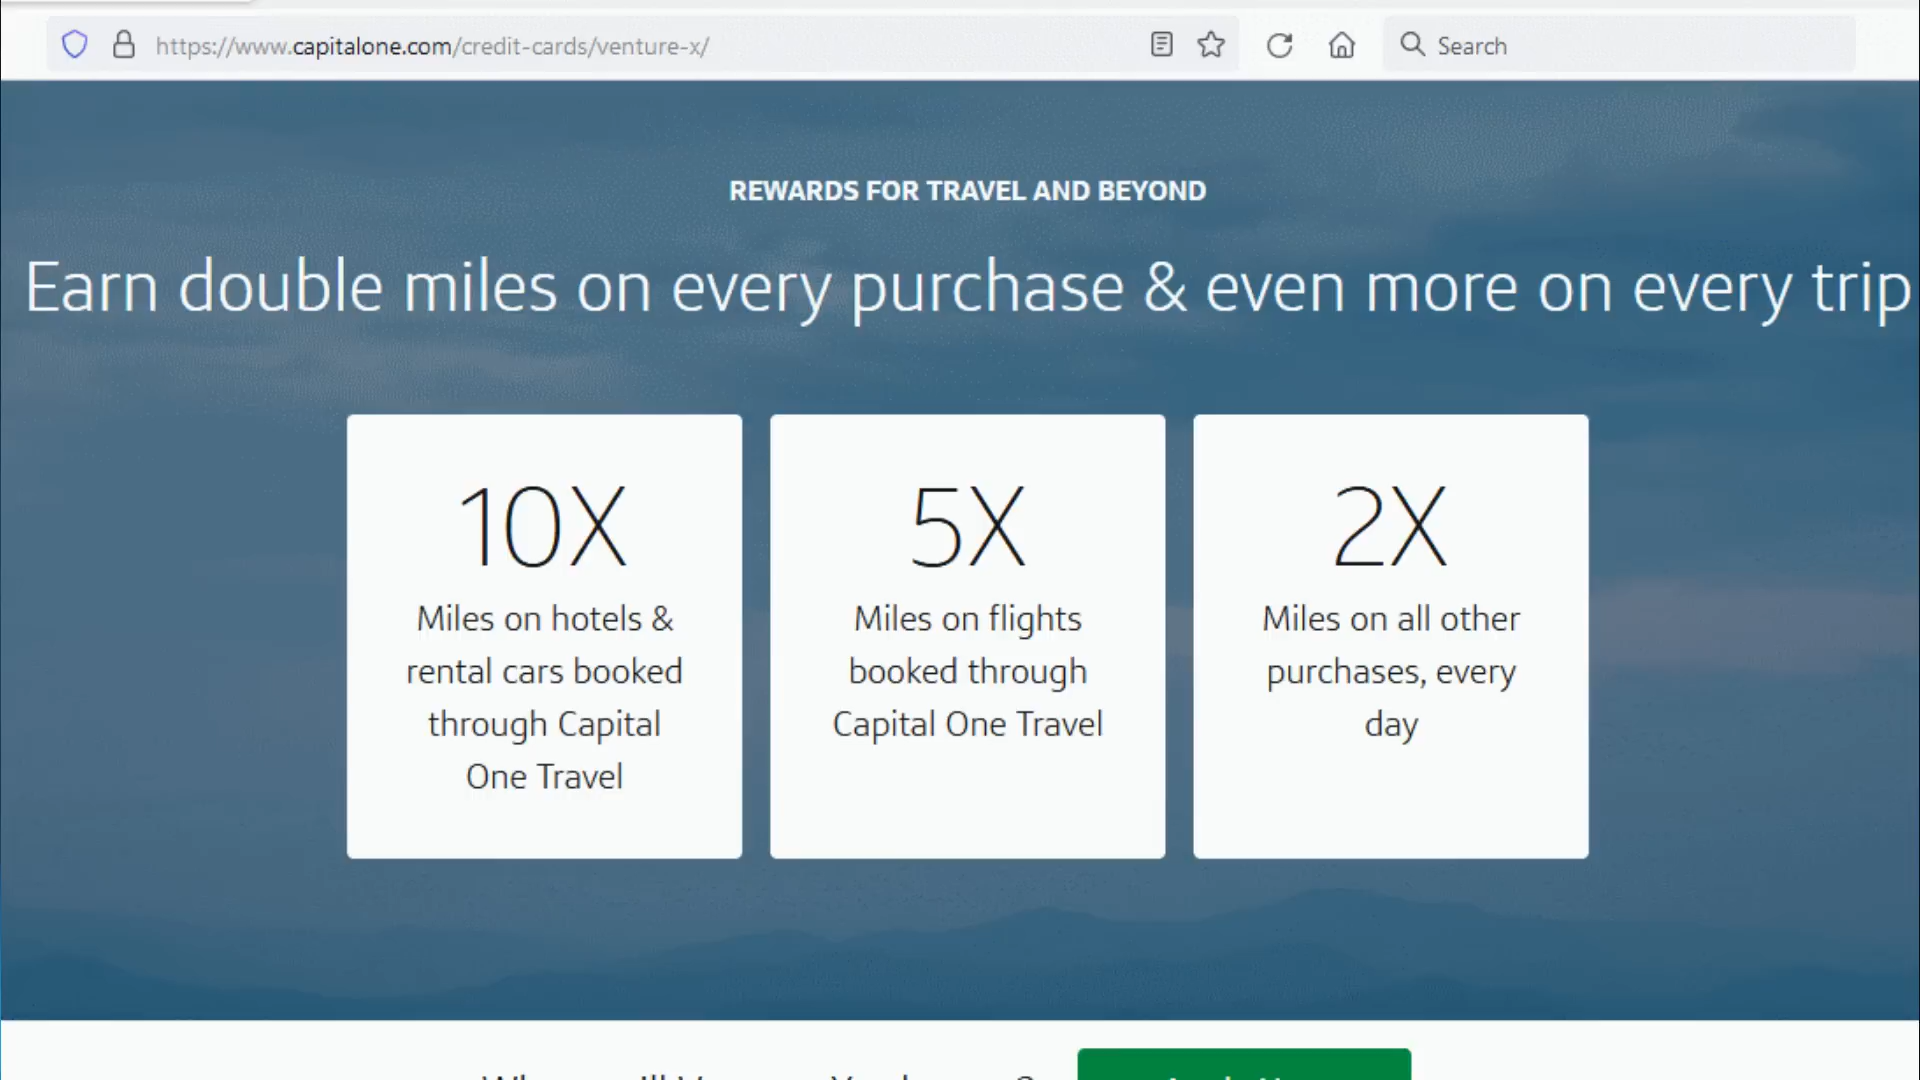 https://www.capitalone.com/credit-cards/venture-x/
Search
REWARDS FOR TRAVEL AND BEYOND
Earn double miles on every purchase & even more on every trip
10X
Miles on hotels &
rental cars booked
through Capital
One Travel
5X
Miles on flights
booked through
Capital One Travel
2X
Miles on all other
purchases, every
day